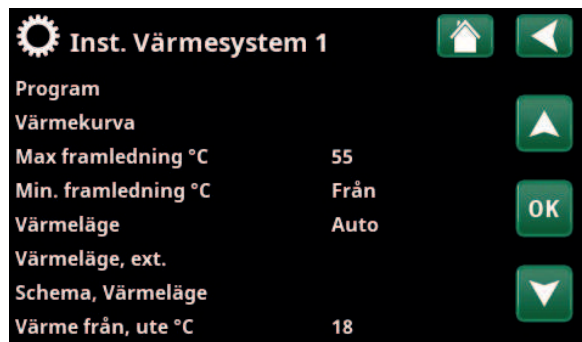 Inst. Värmesystem 1
Program
Värmekurva
Max framledning °C 55
Min. framledning °C Från
Värmeläge Auto
OK
Värmeläge, ext.
Schema, Värmeläge
Värme från, ute °C 18